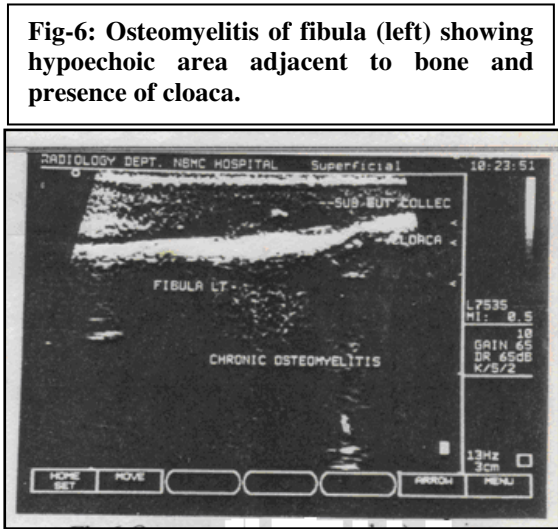 Fig-6: Osteomyelitis of fibula (left) showing
hypoechoic area adjacent to bone and
presence of cloaca.
RADIOLOGY DEPT. NBMC HOSPITAL Superficial 10:23:51
--SUB CUT COLLEC
CLOACA
FIBULA LT-
L7535
MI: 0.5
10
GAIN 65
DR 65dB
K/5/2
CHRONIC OSTEOMYELITIS
13Hz
3cm
HOME SET MOVE ARROW MENU